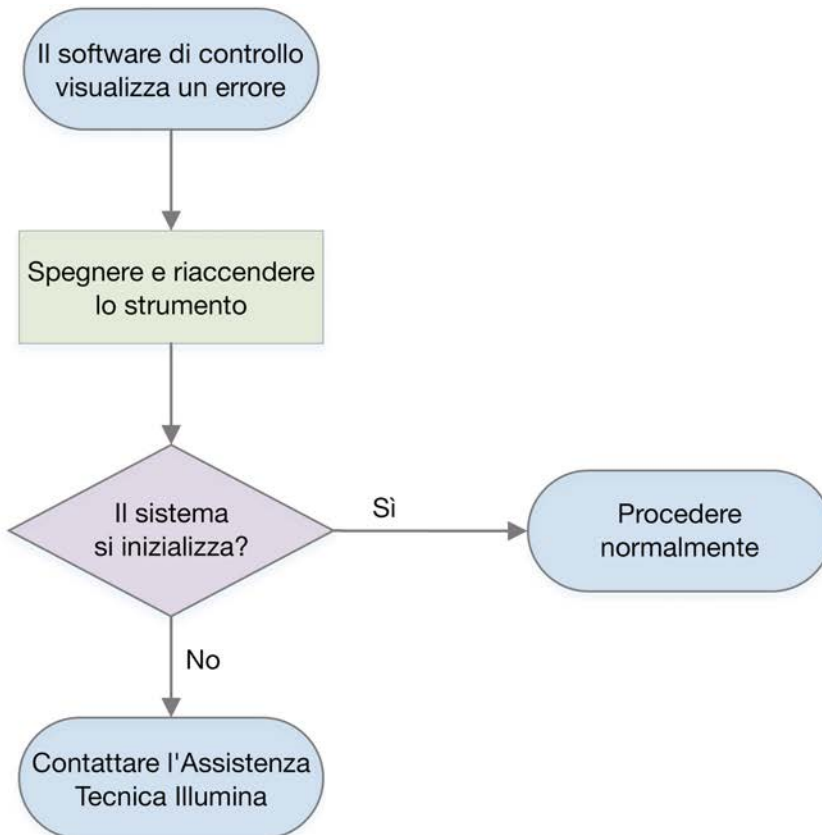 Il software di controllo
visualizza un errore
Spegnere e riaccendere
lo strumento
Il sistema
si inizializza?
Sì
Procedere
normalmente
No
Contattare l'Assistenza
Tecnica Illumina